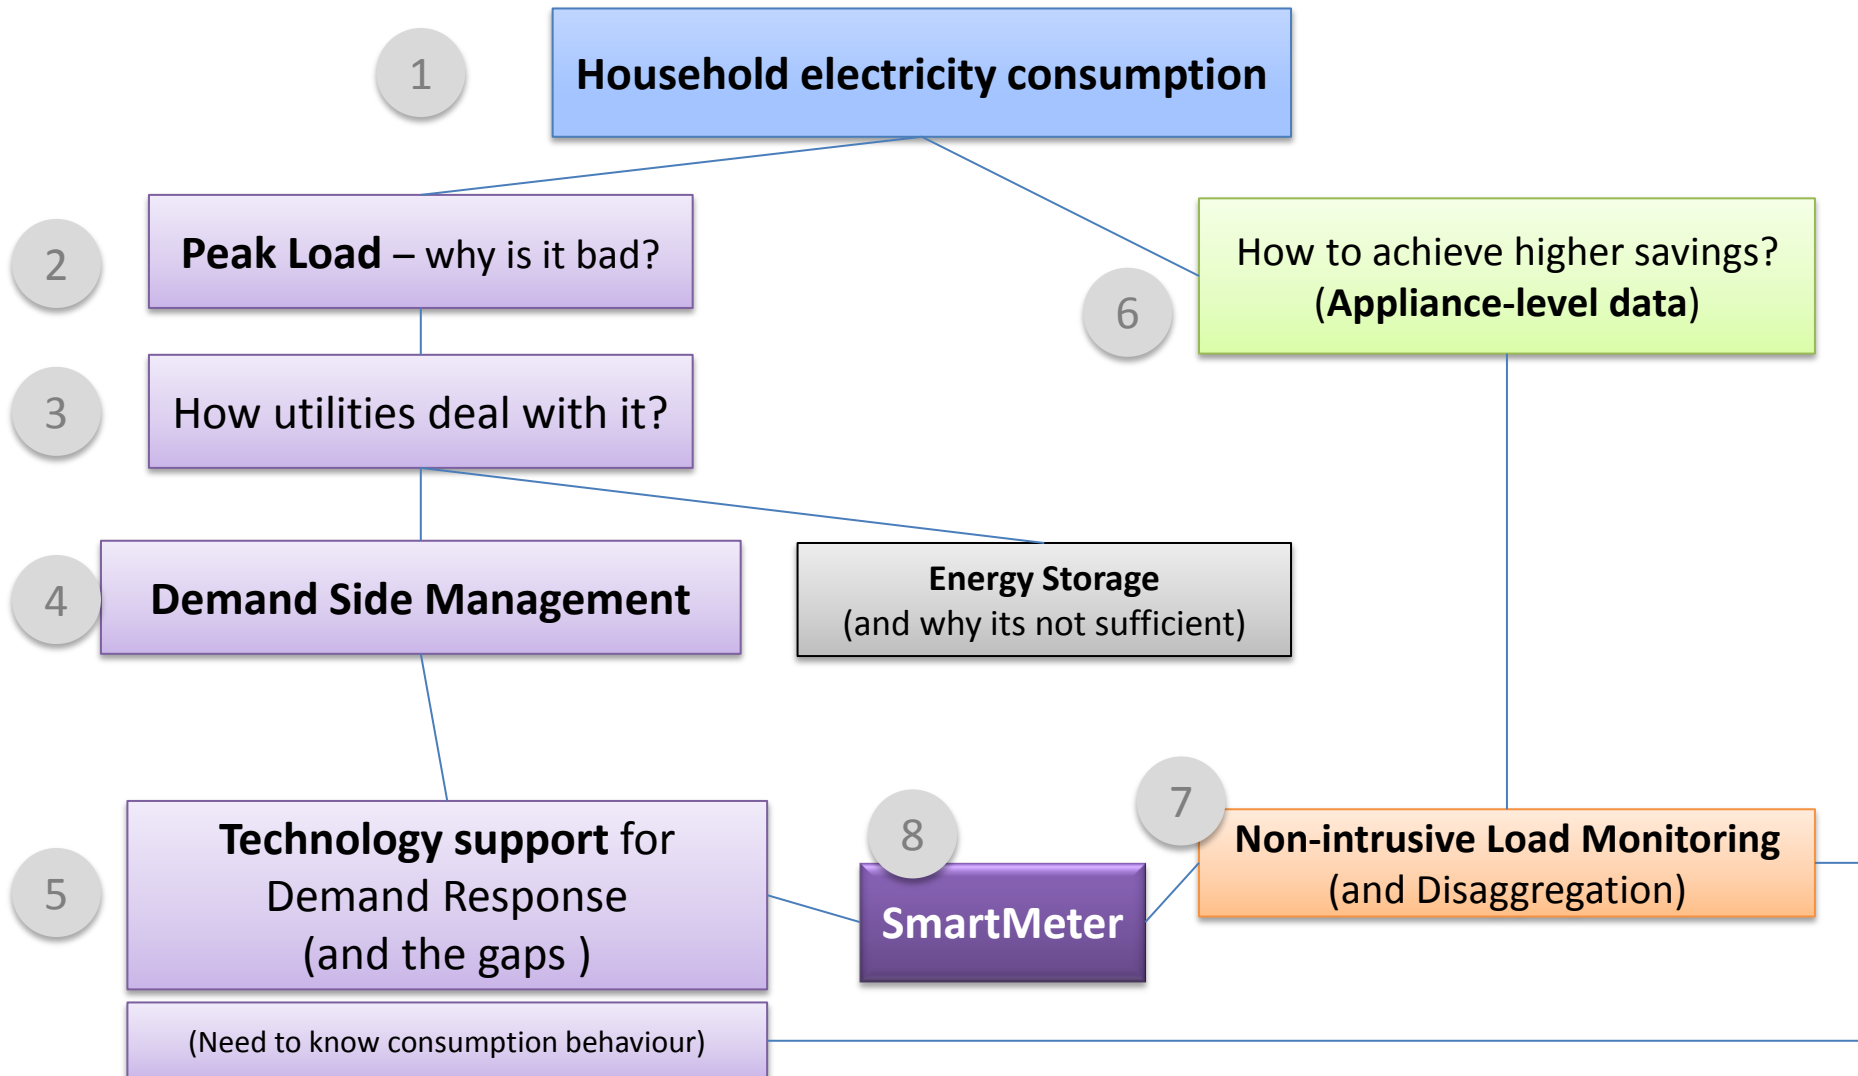 1
Household electricity consumption
2
Peak Load – why is it bad?
6
How to achieve higher savings?
(Appliance-level data)
3
How utilities deal with it?
4
Demand Side Management
Energy Storage
(and why its not sufficient)
5
Technology support for
Demand Response
(and the gaps )
8
SmartMeter
7
Non-intrusive Load Monitoring
(and Disaggregation)
(Need to know consumption behaviour)